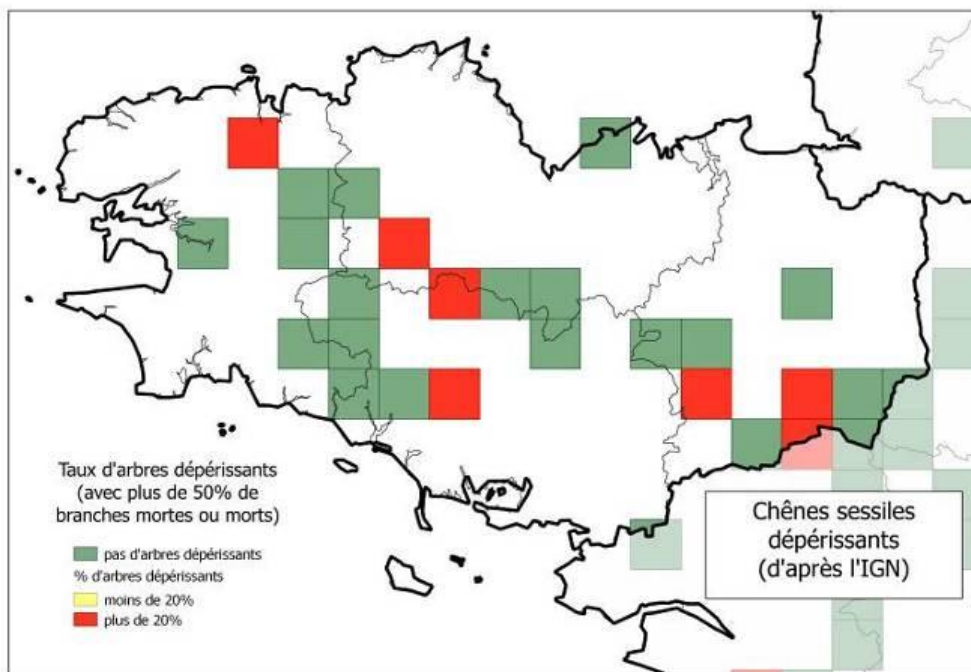 Taux d'arbres dépérissants
(avec plus de 50% de
branches mortes ou morts)
pas d'arbres dépérissants
% d'arbres dépérissants
moins de 20%
plus de 20%
Chênes sessiles
dépérissants
(d'après l'IGN)